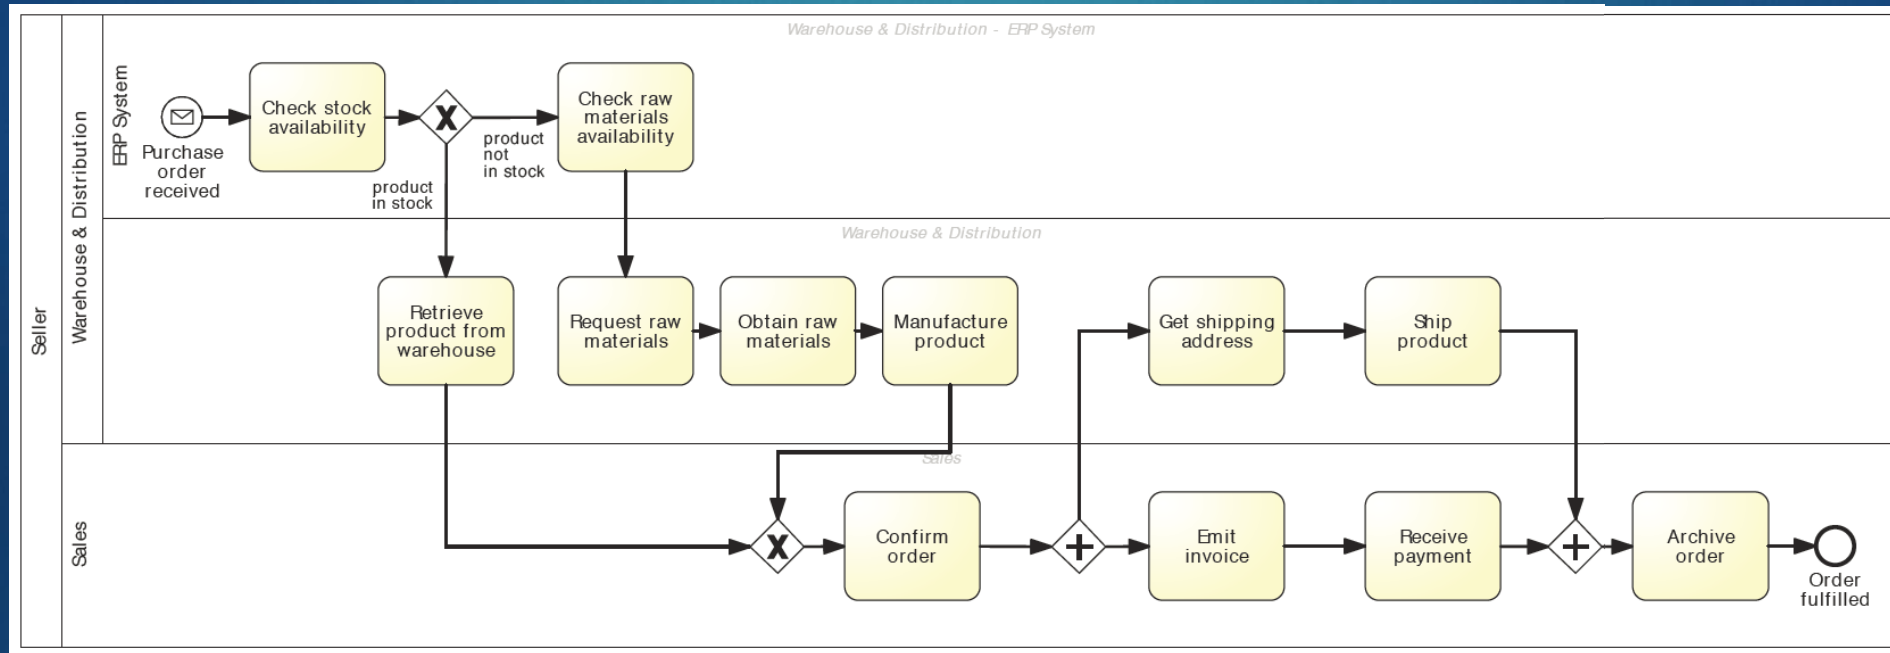 Warehouse & Distribution - ERP System
Seller
Warehouse & Distribution
ERP System
Purchase
order
received
Check stock
availability
X
product
not
in stock
product
in stock
Check raw
materials
availability
Warehouse & Distribution
Retrieve
product from
warehouse
Request raw
materials
Obtain raw
materials
Manufacture
product
Get shipping
address
Ship
product
Sales
Sales
X
Confirm
order
+
Emit
invoice
Receive
payment
+
Archive
order
Order
fulfilled